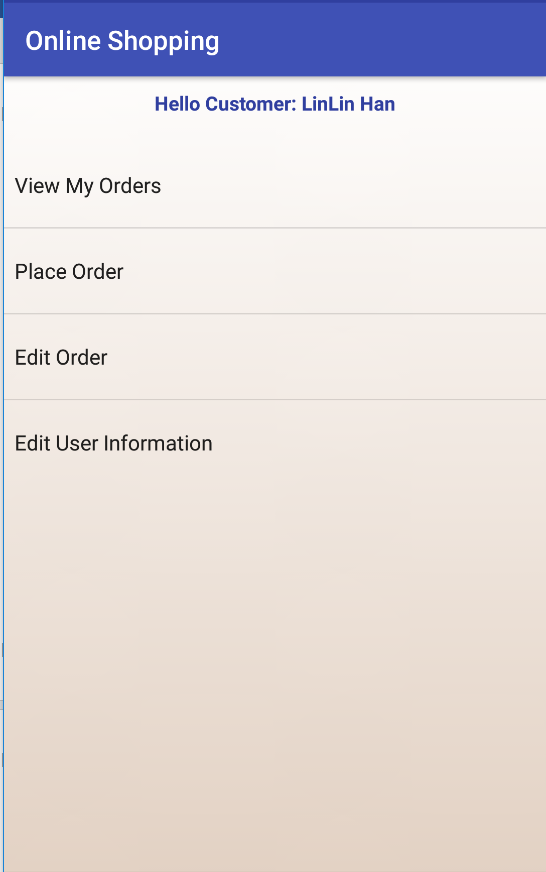 Online Shopping
Hello Customer: LinLin Han
View My Orders
Place Order
Edit Order
Edit User Information